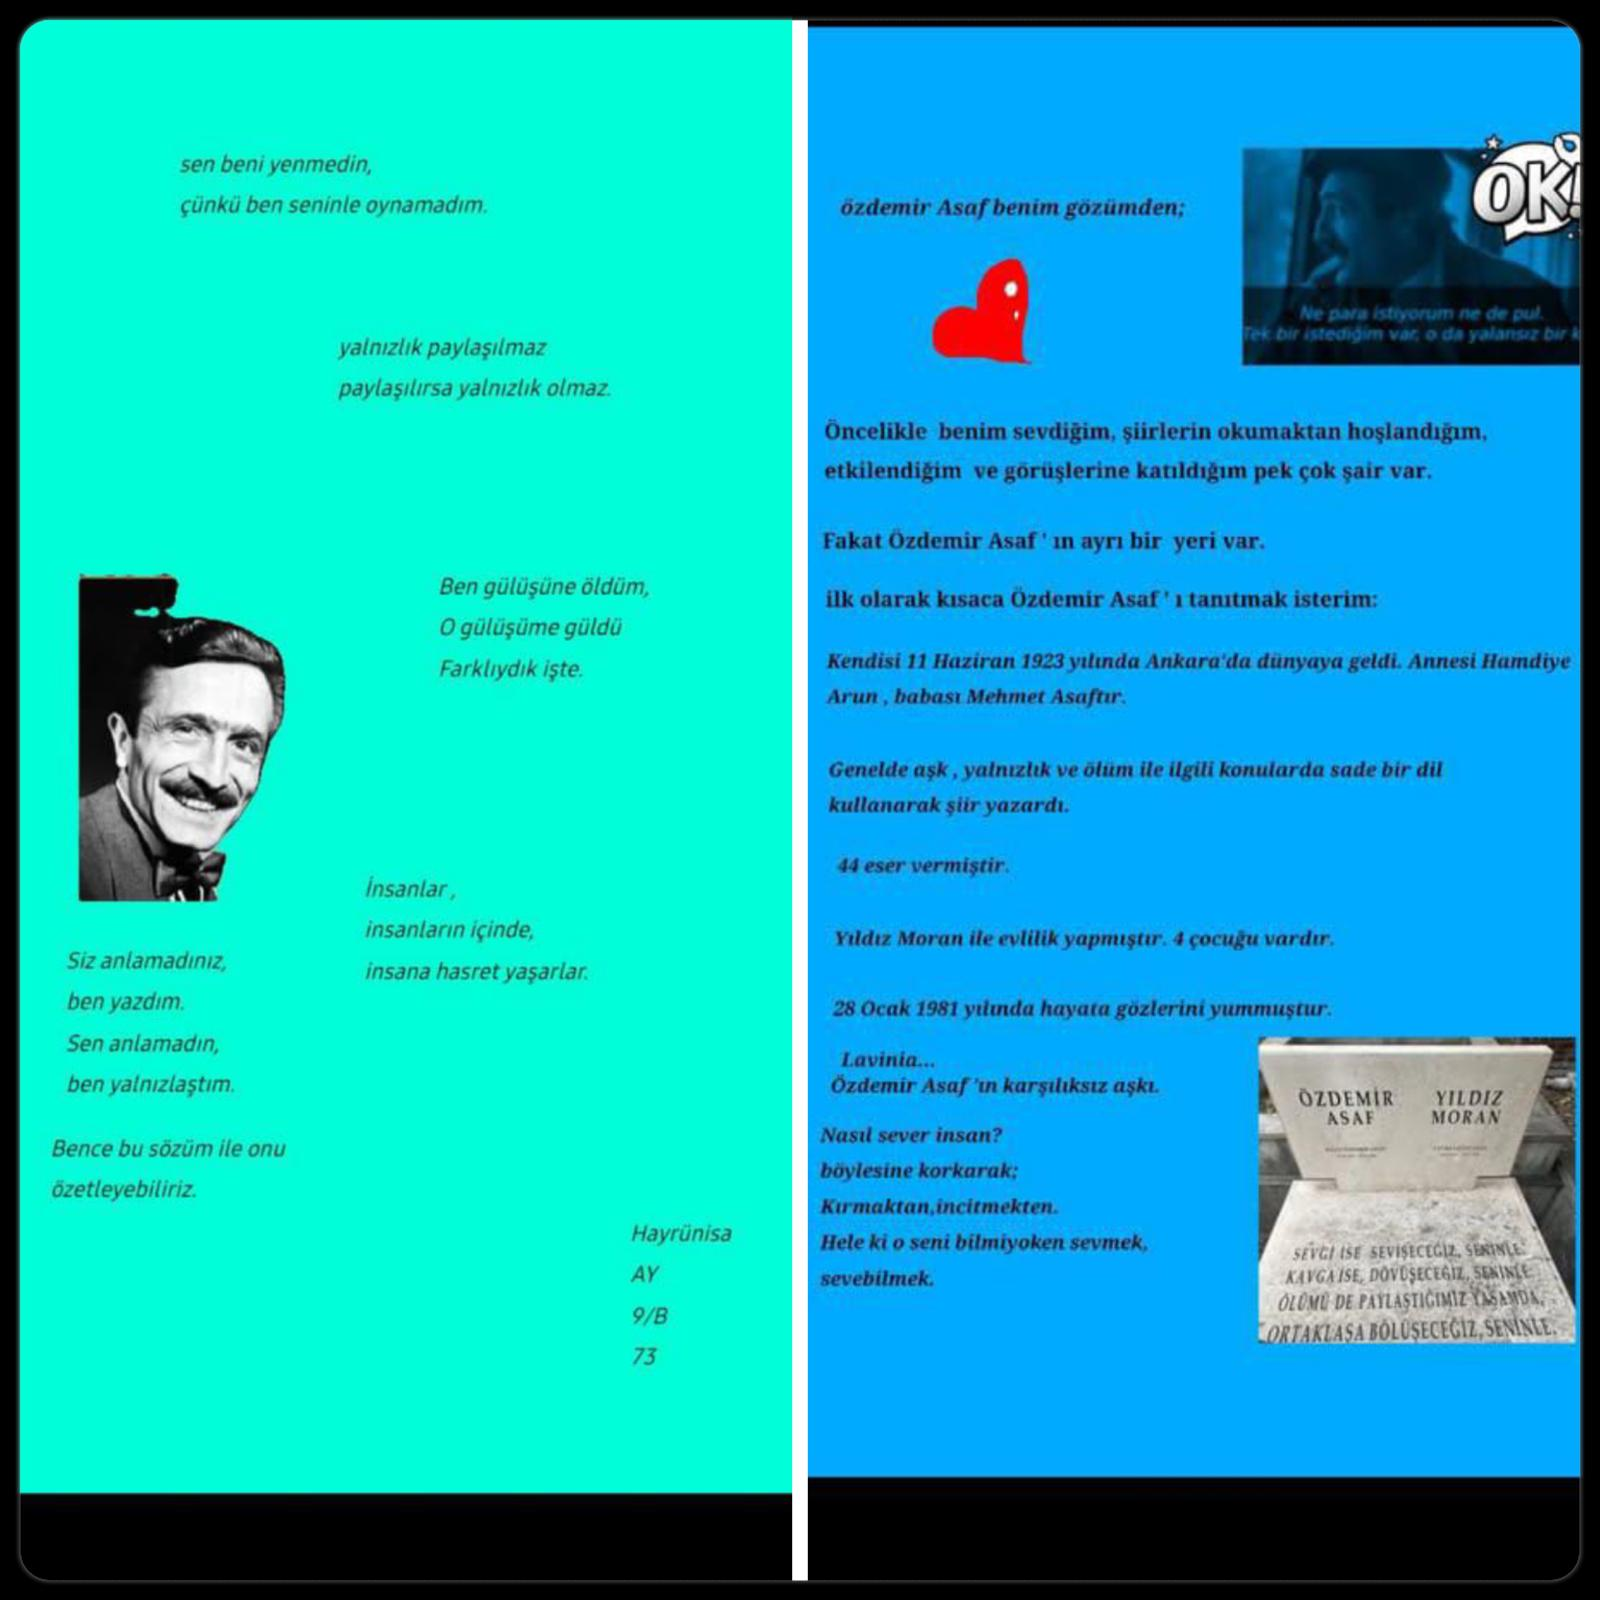 sen beni yenmedin,
çünkü ben seninle oynamadım.
yalnızlık paylaşılmaz
paylaşılırsa yalnızlık olmaz.
Ben gülüşüne öldüm,
O gülüşüme güldü
Farklıydık işte.
İnsanlar ,
insanların içinde,
insana hasret yaşarlar.
Siz anlamadınız,
ben yazdım.
Sen anlamadın,
ben yalnızlaştım.
Bence bu sözüm ile onu
özetleyebiliriz.
Hayrünisa
AY
9/B
73
özdemir Asaf benim gözümden;
OK!
Ne para istiyorum ne de pul.
Tek bir istediğim var, o da yalansız bir
Öncelikle  benim sevdiğim, şiirlerin okumaktan hoşlandığım,
etkilendiğim  ve görüşlerine katıldığım pek çok şair var.
Fakat Özdemir Asaf ' ın ayrı bir  yeri var.
ilk olarak kısaca Özdemir Asaf ' ı tanıtmak isterim:
Kendisi 11 Haziran 1923 yılında Ankara'da dünyaya geldi. Annesi Hamdiye
Arun , babası Mehmet Asaftır.
Genelde aşk , yalnızlık ve ölüm ile ilgili konularda sade bir dil
kullanarak şiir yazardı.
44 eser vermiştir.
Yıldız Moran ile evlilik yapmıştır. 4 çocuğu vardır.
28 Ocak 1981 yılında hayata gözlerini yummuştur.
Lavinia...
Özdemir Asaf 'ın karşılıksız aşkı.
Nasıl sever insan?
böylesine korkarak;
Kırmaktan,incitmekten.
Hele ki o seni bilmiyoken sevmek,
sevebilmek.
ÖZDEMİR
ASAF
YILDIZ
MORAN
SEVGİ İSE SEVİŞECEĞİZ, SENİNLE.
KAVGA İSE, DÖVÜŞECEĞİZ, SENİNLE
ÖLÜMÜ DE PAYLAŞTIĞIMIZ YAŞAMDA,
ORTAKLAŞA BÖLÜŞECEĞİZ, SENİNLE.